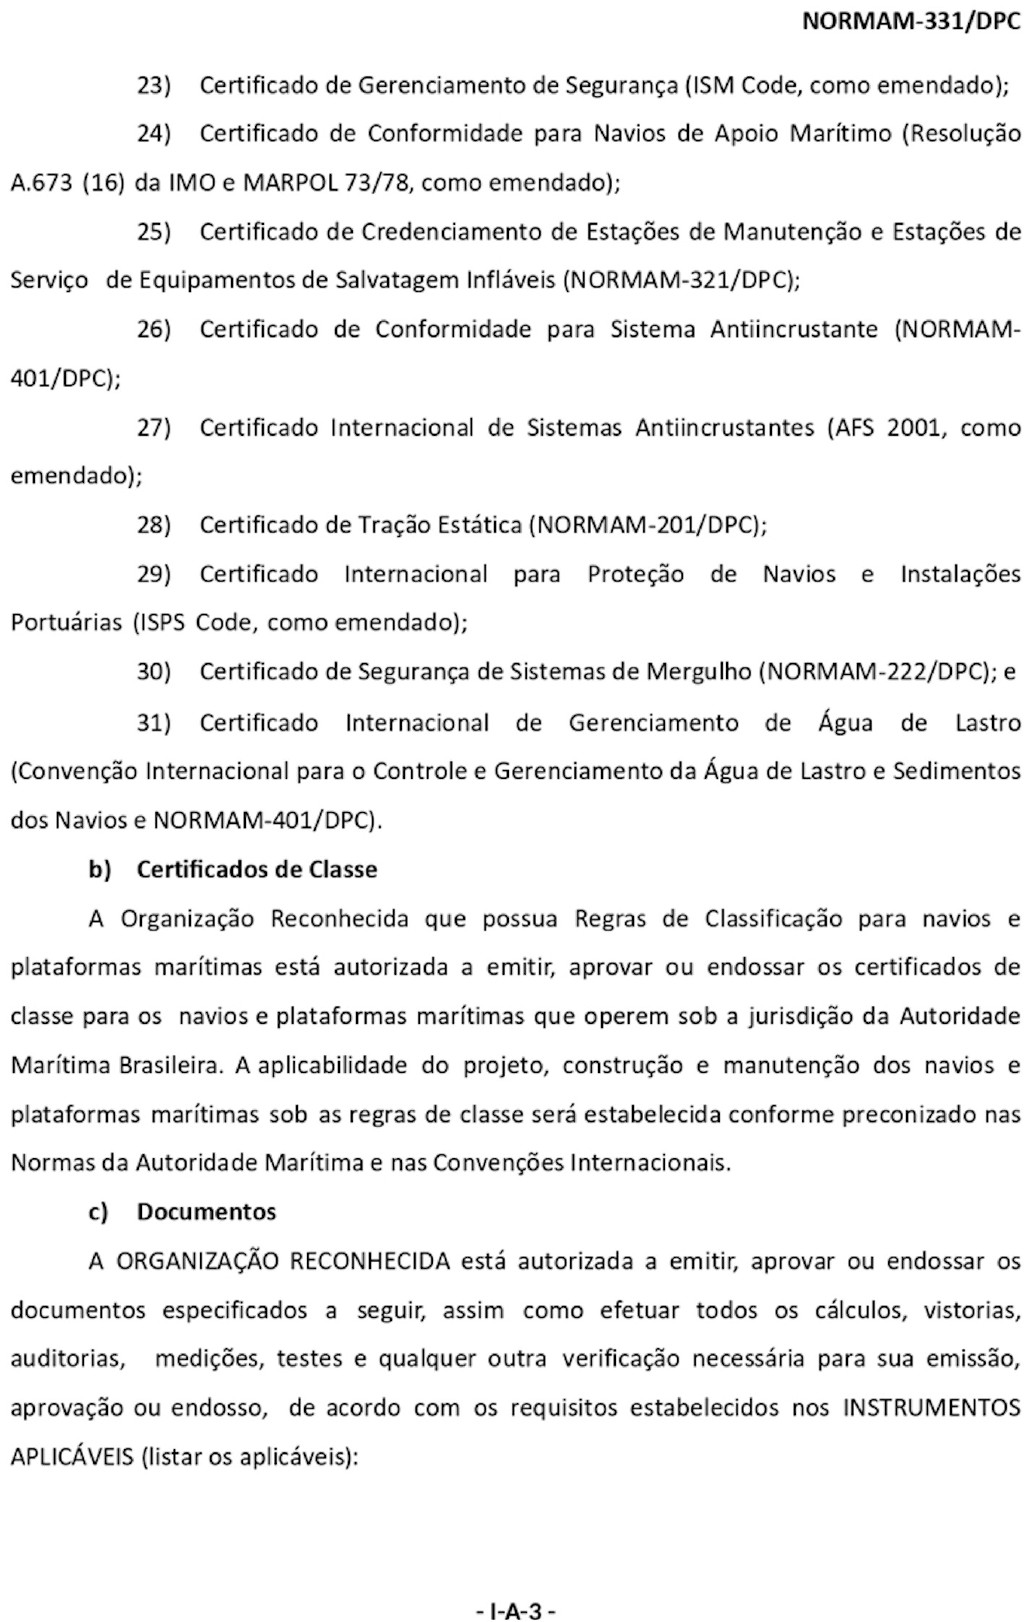 NORMAM-331/DPC
23) Certificado de Gerenciamento de Segurança (ISM Code, como emendado);
24) Certificado de Conformidade para Navios de Apoio Marítimo (Resolução
A.673 (16) da IMO e MARPOL 73/78, como emendado);
25) Certificado de Credenciamento de Estações de Manutenção e Estações de
Serviço de Equipamentos de Salvatagem Infláveis (NORMAM-321/DPC);
26) Certificado de Conformidade para Sistema Antiincrustante (NORMAM-
401/DPC);
27) Certificado Internacional de Sistemas Antiincrustantes (AFS 2001, como
emendado);
28) Certificado de Tração Estática (NORMAM-201/DPC);
29) Certificado Internacional para Proteção de Navios e Instalações
Portuárias (ISPS Code, como emendado);
30) Certificado de Segurança de Sistemas de Mergulho (NORMAM-222/DPC); e
31) Certificado Internacional de Gerenciamento de Água de Lastro
(Convenção Internacional para o Controle e Gerenciamento da Água de Lastro e Sedimentos
dos Navios e NORMAM-401/DPC).
b) Certificados de Classe
A Organização Reconhecida que possua Regras de Classificação para navios e
plataformas marítimas está autorizada a emitir, aprovar ou endossar os certificados de
classe para os navios e plataformas marítimas que operem sob a jurisdição da Autoridade
Marítima Brasileira. A aplicabilidade do projeto, construção e manutenção dos navios e
plataformas marítimas sob as regras de classe será estabelecida conforme preconizado nas
Normas da Autoridade Marítima e nas Convenções Internacionais.
c) Documentos
A ORGANIZAÇÃO RECONHECIDA está autorizada a emitir, aprovar ou endossar os
documentos especificados a seguir, assim como efetuar todos os cálculos, vistorias,
auditorias, medições, testes e qualquer outra verificação necessária para sua emissão,
aprovação ou endosso, de acordo com os requisitos estabelecidos nos INSTRUMENTOS
APLICÁVEIS (listar os aplicáveis):
- I-A-3 -